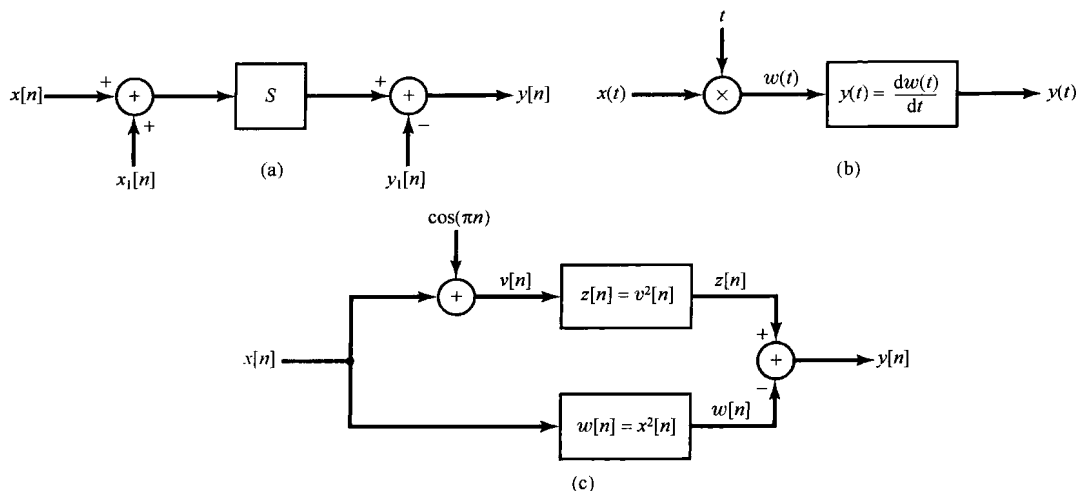 x[n] + + + S + + − y[n]
x₁[n] (a) y₁[n]
t
x(t) × w(t) y(t) = dw(t)/dt y(t)
(b)
cos(πn)
+ v[n] z[n] = v²[n] z[n]
x[n] + + − y[n]
w[n] = x²[n] w[n]
(c)